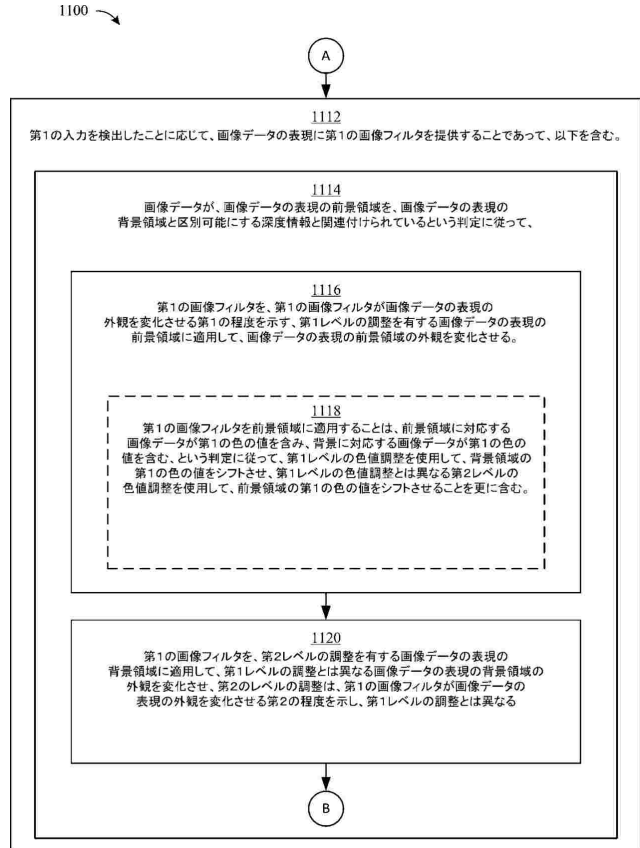 1100
A
1112
第1の入力を検出したことに応じて、画像データの表現に第1の画像フィルタを提供することであって、以下を含む。
1114
画像データが、画像データの表現の前景領域を、画像データの表現の
背景領域と区別可能にする深度情報と関連付けられているという判定に従って、
1116
第1の画像フィルタを、第1の画像フィルタが画像データの表現の
外観を変化させる第1の程度を示す、第1レベルの調整を有する画像データの表現の
前景領域に適用して、画像データの表現の前景領域の外観を変化させる。
1118
第1の画像フィルタを前景領域に適用することは、前景領域に対応する
画像データが第1の色の値を含み、背景に対応する画像データが第1の色の
値を含む、という判定に従って、第1レベルの色値調整を使用して、背景領域の
第1の色の値をシフトさせ、第1レベルの色値調整とは異なる第2レベルの
色値調整を使用して、前景領域の第1の色の値をシフトさせることを更に含む。
1120
第1の画像フィルタを、第2レベルの調整を有する画像データの表現の
背景領域に適用して、第1レベルの調整とは異なる画像データの表現の背景領域の
外観を変化させ、第2のレベルの調整は、第1の画像フィルタが画像データの
表現の外観を変化させる第2の程度を示し、第1レベルの調整とは異なる
B